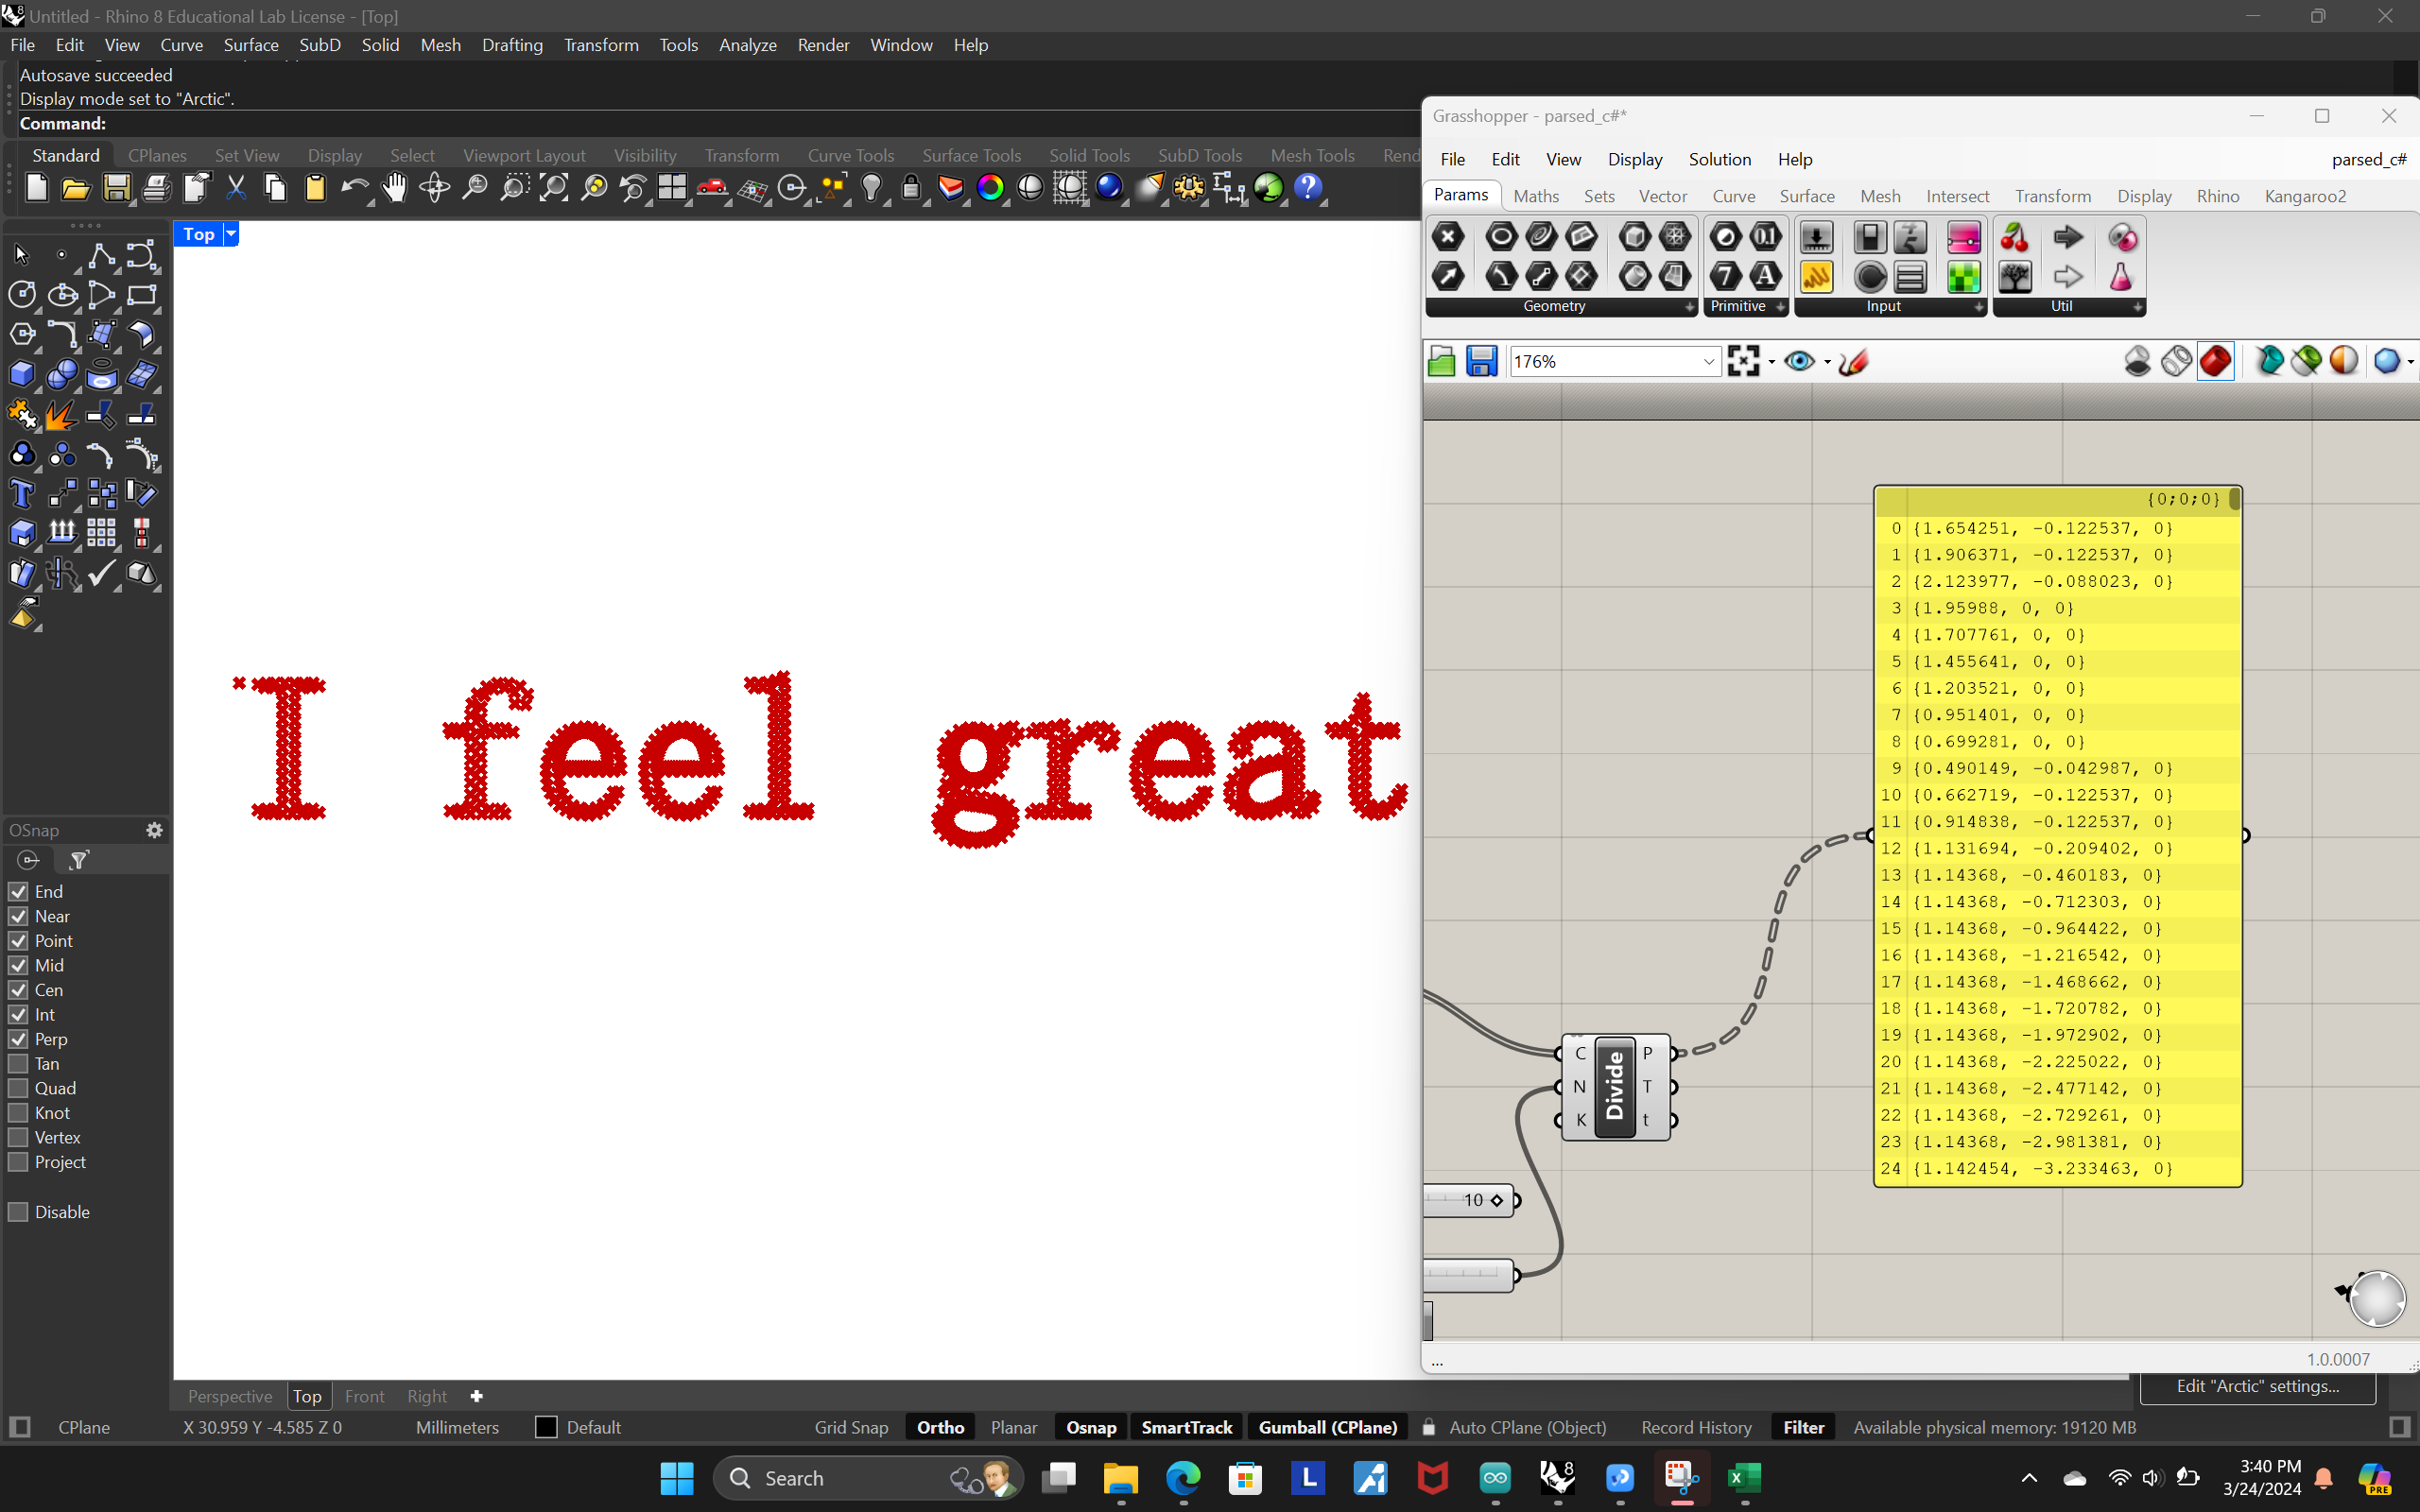 Untitled - Rhino 8 Educational Lab License - [Top]
File Edit View Curve Surface SubD Solid Mesh Drafting Transform Tools Analyze Render Window Help
Autosave succeeded
Display mode set to "Arctic".
Command:
Standard CPlanes Set View Display Select Viewport Layout Visibility Transform Curve Tools Surface Tools Solid Tools SubD Tools Mesh Tools Rend
Top
I feel great
OSnap
End
Near
Point
Mid
Cen
Int
Perp
Tan
Quad
Knot
Vertex
Project
Disable
Grasshopper - parsed_c#*
File Edit View Display Solution Help parsed_c#
Params Maths Sets Vector Curve Surface Mesh Intersect Transform Display Rhino Kangaroo2
Geometry Primitive Input Util
176%
{0;0;0}
0 {1.654251, -0.122537, 0}
1 {1.906371, -0.122537, 0}
2 {2.123977, -0.088023, 0}
3 {1.95988, 0, 0}
4 {1.707761, 0, 0}
5 {1.455641, 0, 0}
6 {1.203521, 0, 0}
7 {0.951401, 0, 0}
8 {0.699281, 0, 0}
9 {0.490149, -0.042987, 0}
10 {0.662719, -0.122537, 0}
11 {0.914838, -0.122537, 0}
12 {1.131694, -0.209402, 0}
13 {1.14368, -0.460183, 0}
14 {1.14368, -0.712303, 0}
15 {1.14368, -0.964422, 0}
16 {1.14368, -1.216542, 0}
17 {1.14368, -1.468662, 0}
18 {1.14368, -1.720782, 0}
19 {1.14368, -1.972902, 0}
20 {1.14368, -2.225022, 0}
21 {1.14368, -2.477142, 0}
22 {1.14368, -2.729261, 0}
23 {1.14368, -2.981381, 0}
24 {1.142454, -3.233463, 0}
C Divide P
N T
K t
10
...
1.0.0007
Edit "Arctic" settings...
Perspective Top Front Right
CPlane X 30.959 Y -4.585 Z 0 Millimeters Default Grid Snap Ortho Planar Osnap SmartTrack Gumball (CPlane) Auto CPlane (Object) Record History Filter Available physical memory: 19120 MB
Search
3:40 PM
3/24/2024